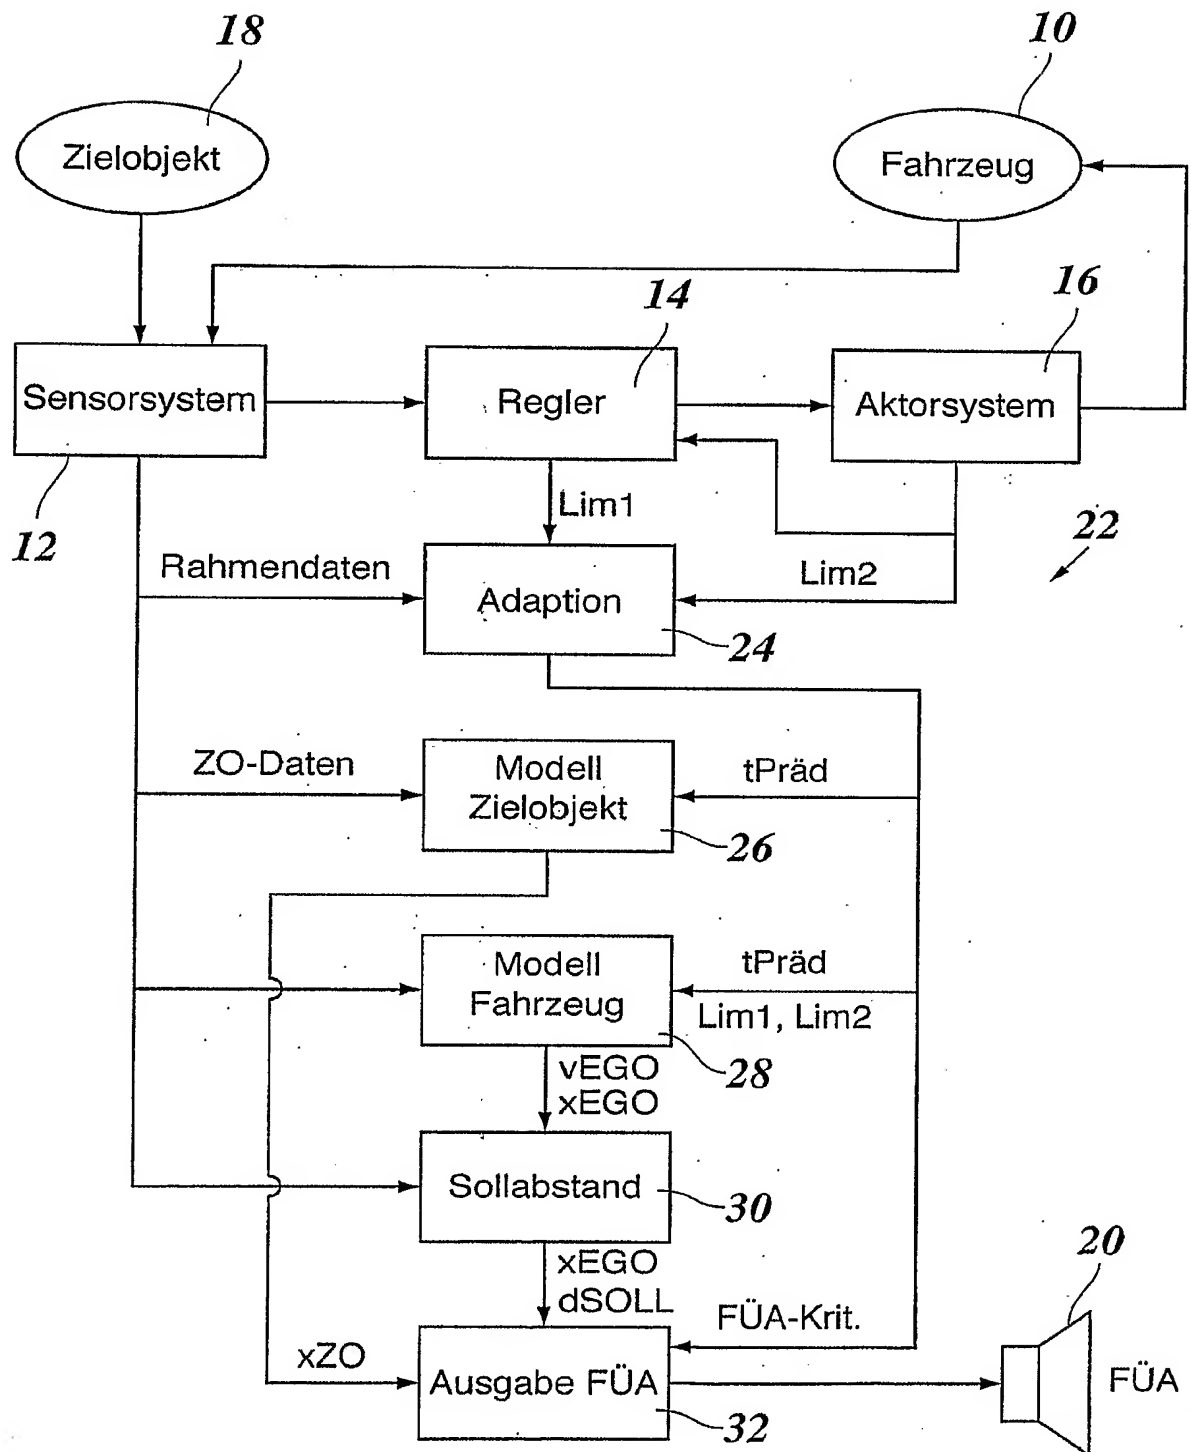 18
10
Zielobjekt
Fahrzeug
14
16
Sensorsystem
Regler
Aktorsystem
12
Lim1
22
Rahmendaten
Adaption
Lim2
24
ZO-Daten
Modell
Zielobjekt
tPräd
26
Modell
Fahrzeug
tPräd
Lim1, Lim2
28
vEGO
xEGO
Sollabstand
30
xEGO
dSOLL
20
FÜA-Krit.
xZO
Ausgabe FÜA
FÜA
32